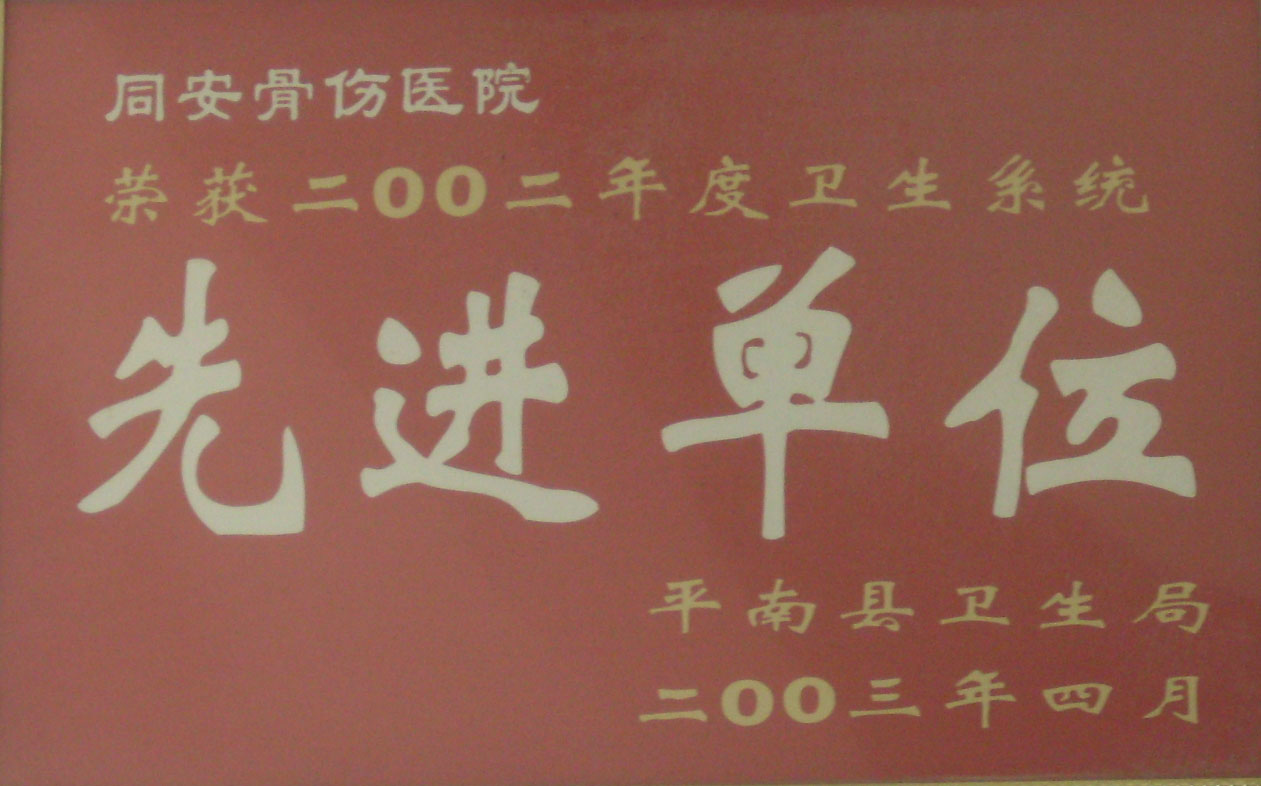 同安骨伤医院
荣获二00二年度卫生系统
先进单位
平南县卫生局
二00三年四月